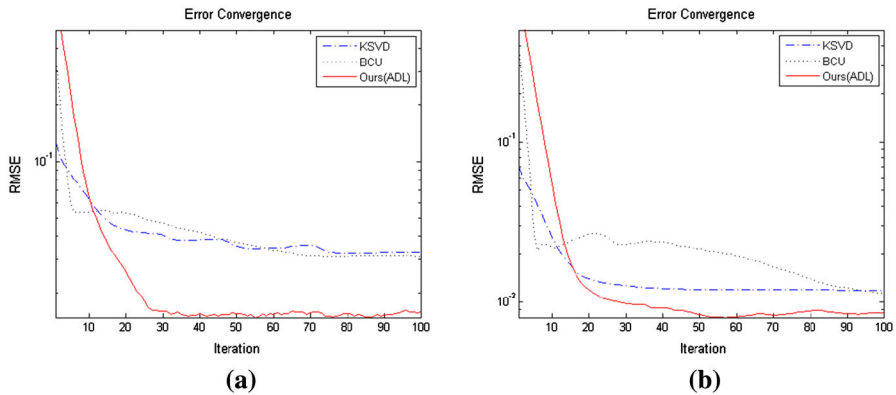 Error Convergence
KSVD
BCU
Ours(ADL)
RMSE
10-1
10 20 30 40 50 60 70 80 90 100
Iteration
(a)
Error Convergence
KSVD
BCU
Ours(ADL)
RMSE
10-1
10-2
10 20 30 40 50 60 70 80 90 100
Iteration
(b)